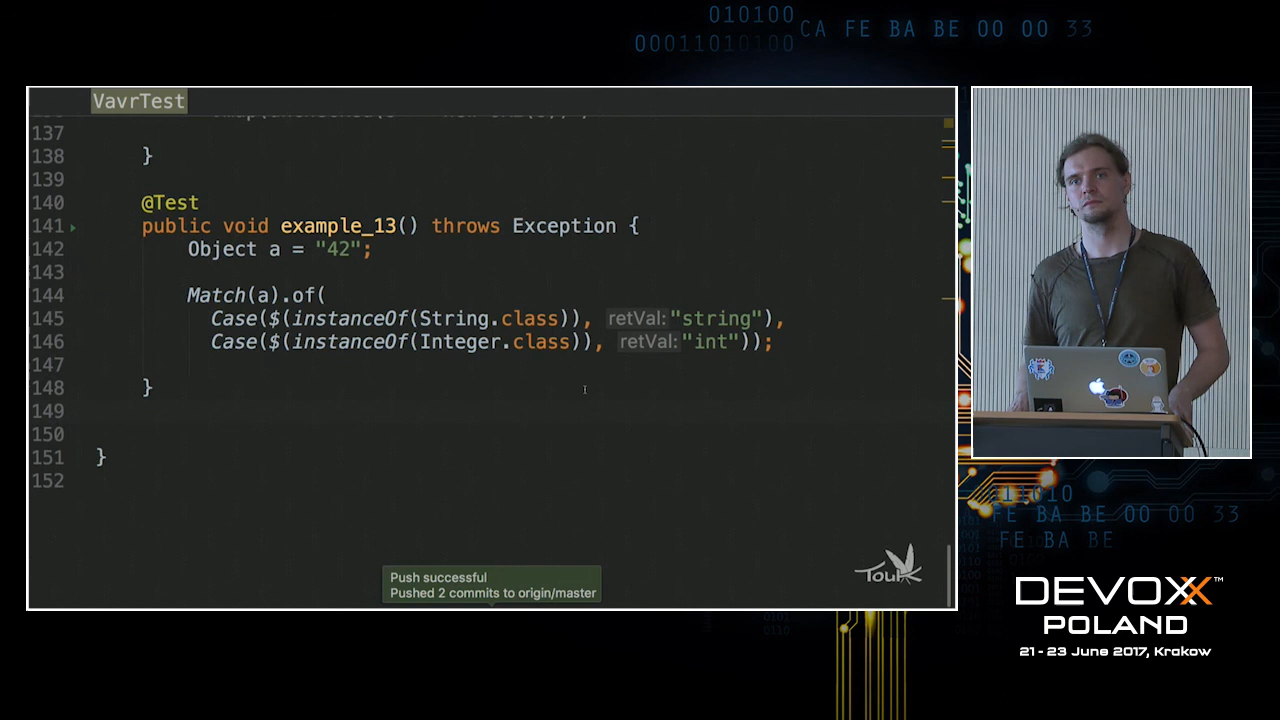 010100
00011010100
CA FE BA BE 00 00 33
VavrTest
137
138 }
139
140 @Test
141 public void example_13() throws Exception {
142 Object a = "42";
143
144 Match(a).of(
145 Case($(instanceOf(String.class)), retVal: "string"),
146 Case($(instanceOf(Integer.class)), retVal: "int"));
147
148 }
149
150
151 }
152
Push successful
Pushed 2 commits to origin/master
Touk
FE BA BE 00 00 33
FE BA BE
DEVOXX™
POLAND
21 - 23 June 2017, Krakow